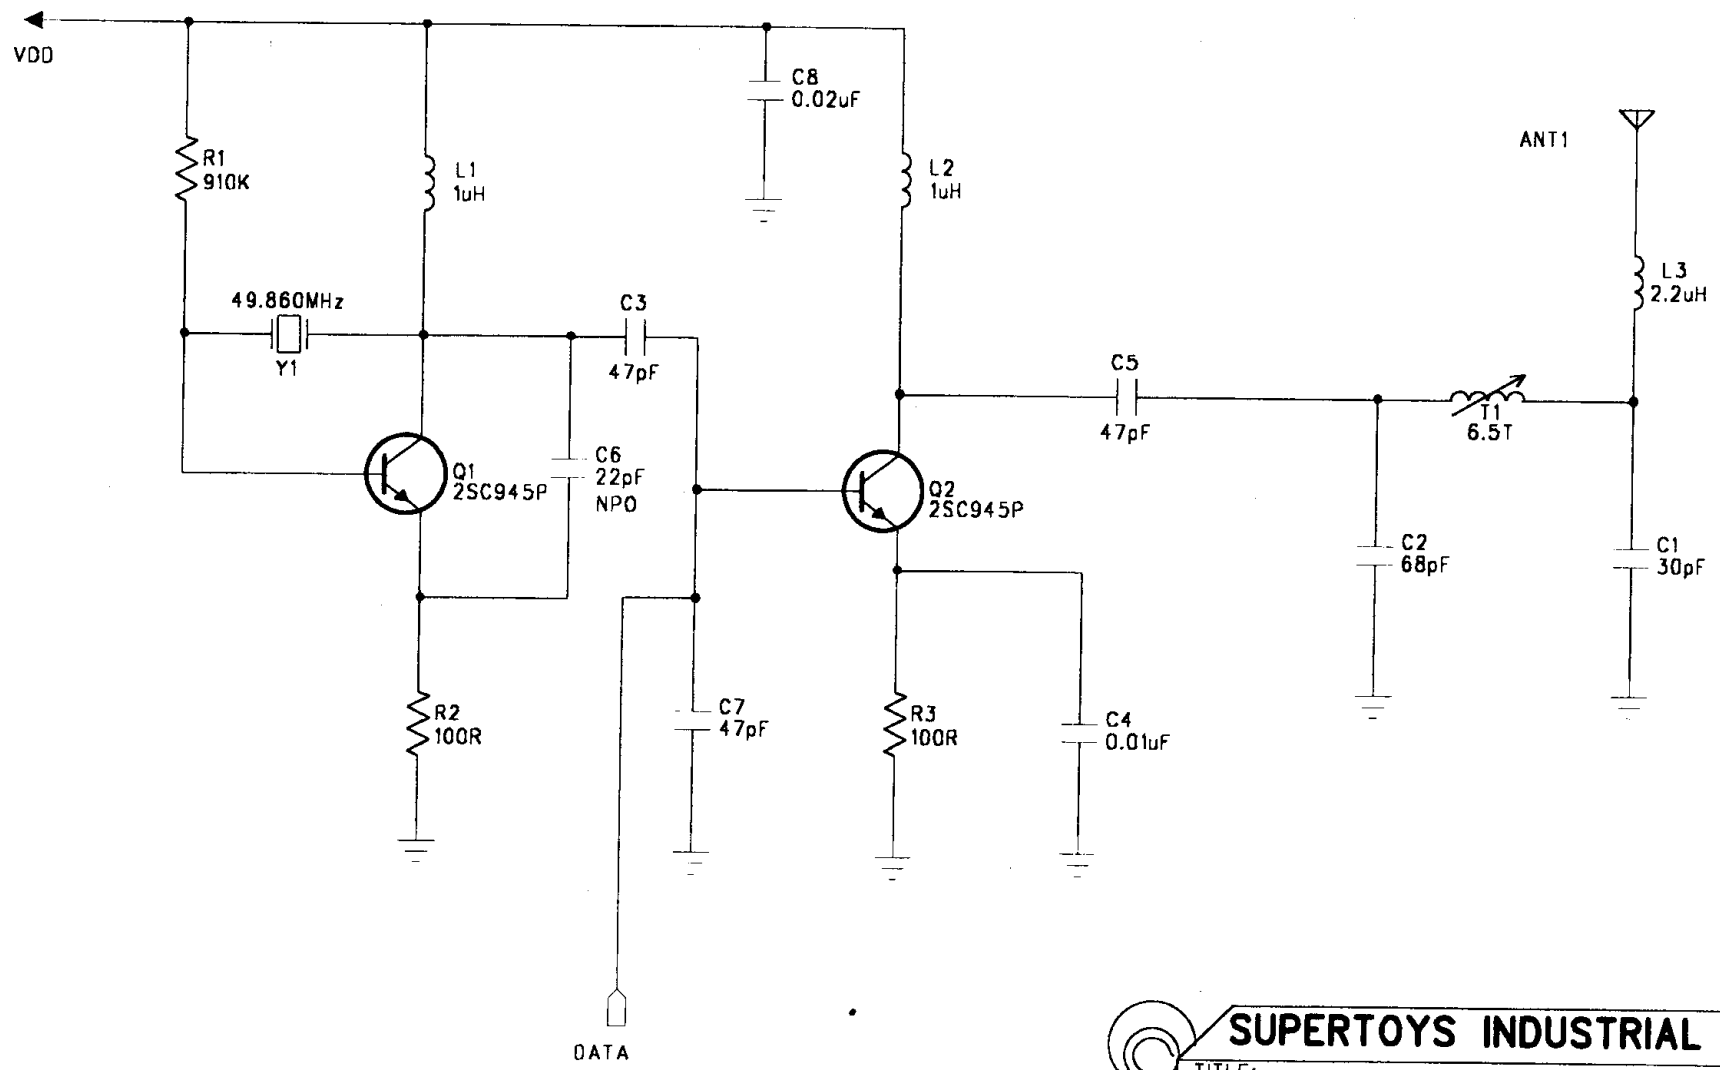 VDD
C8
0.02uF
R1
910K
L1
1uH
L2
1uH
ANT1
L3
2.2uH
49.860MHz
Y1
C3
47pF
C5
47pF
T1
6.5T
Q1
2SC945P
C6
22pF
NPO
Q2
2SC945P
C2
68pF
C1
30pF
R2
100R
C7
47pF
R3
100R
C4
0.01uF
DATA
SUPERTOYS INDUSTRIAL
TITLE: